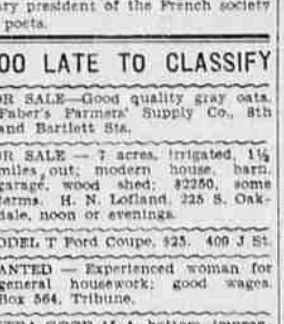 ry president of the French society
poets.
OO LATE TO CLASSIFY
R SALE—Good quality gray oats.
Faber's Farmers' Supply Co., 8th
and Bartlett Sts.
R SALE — 7 acres, irrigated, 1½
miles out; modern house, barn,
garage, wood shed; $2250, some
terms. H. N. Lofland, 225 S. Oak-
dale, noon or evenings.
ODEL T Ford Coupe, $25. 409 J St.
ANTED — Experienced woman for
general housework; good wages.
Box 564, Tribune.